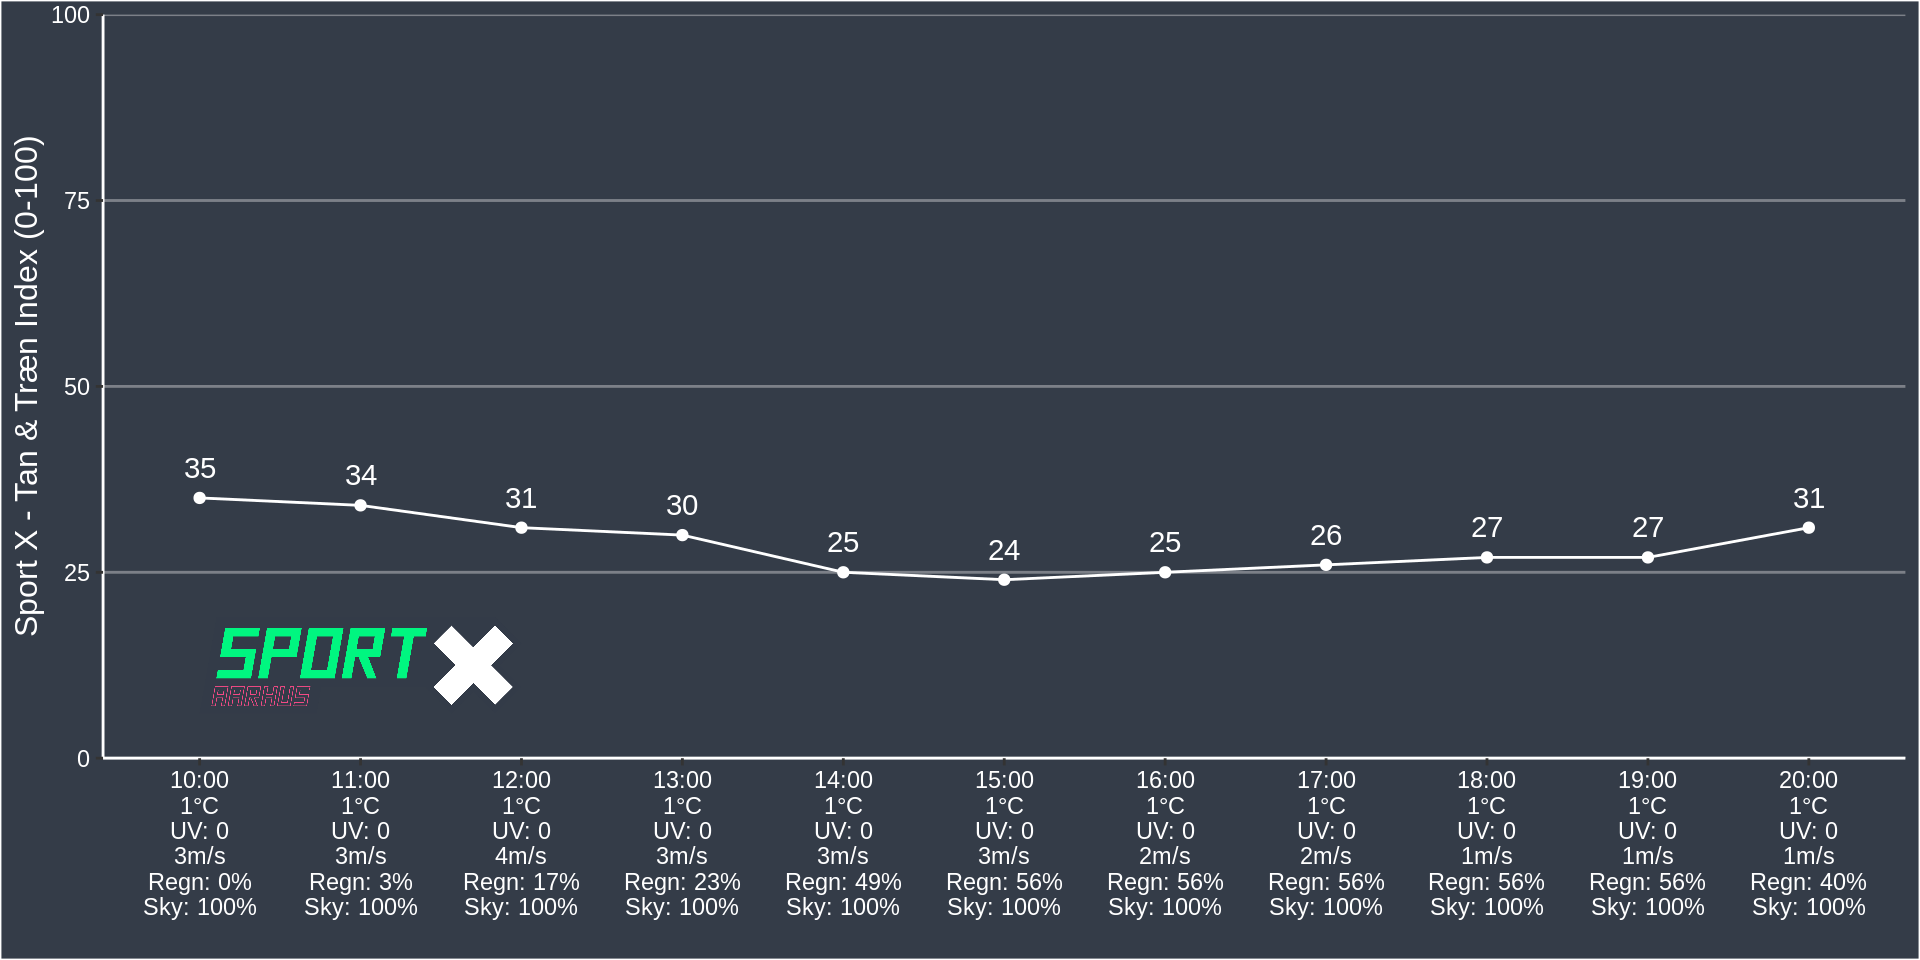 Sport X - Tan & Træn Index (0-100)
100
75
50
25
0
35
34
31
30
25
24
25
26
27
27
31
SPORT X
AARHUS
10:00 11:00 12:00 13:00 14:00 15:00 16:00 17:00 18:00 19:00 20:00
1°C 1°C 1°C 1°C 1°C 1°C 1°C 1°C 1°C 1°C 1°C
UV: 0 UV: 0 UV: 0 UV: 0 UV: 0 UV: 0 UV: 0 UV: 0 UV: 0 UV: 0 UV: 0
3m/s 3m/s 4m/s 3m/s 3m/s 3m/s 2m/s 2m/s 1m/s 1m/s 1m/s
Regn: 0% Regn: 3% Regn: 17% Regn: 23% Regn: 49% Regn: 56% Regn: 56% Regn: 56% Regn: 56% Regn: 56% Regn: 40%
Sky: 100% Sky: 100% Sky: 100% Sky: 100% Sky: 100% Sky: 100% Sky: 100% Sky: 100% Sky: 100% Sky: 100% Sky: 100%